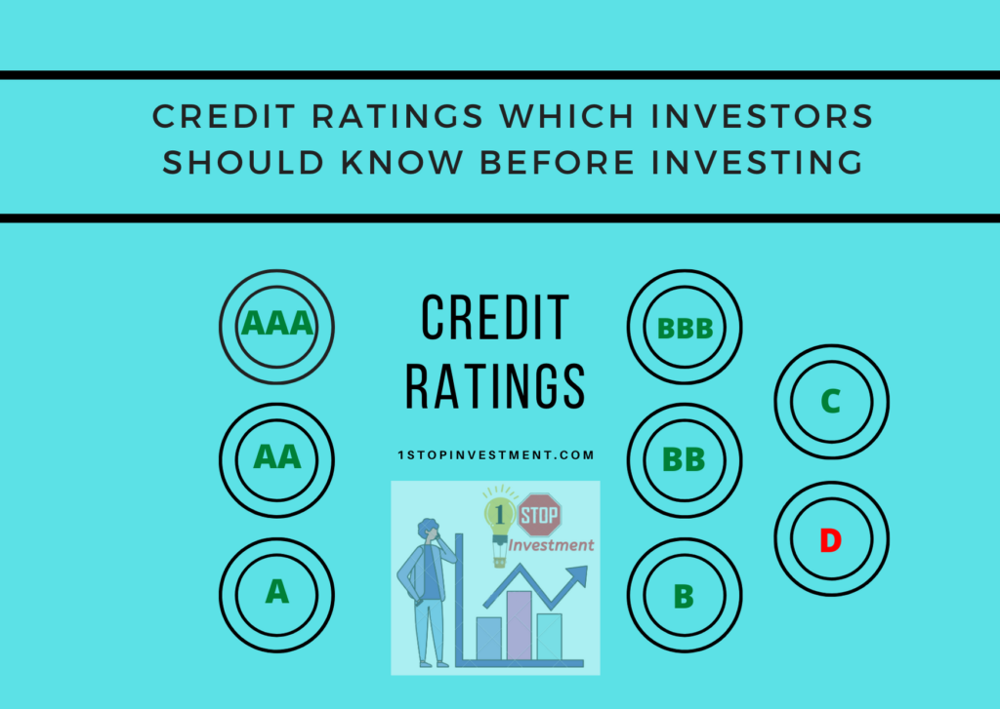 CREDIT RATINGS WHICH INVESTORS
SHOULD KNOW BEFORE INVESTING
AAA
AA
A
CREDIT
RATINGS
1STOPINVESTMENT.COM
1 STOP
Investment
BBB
BB
B
C
D